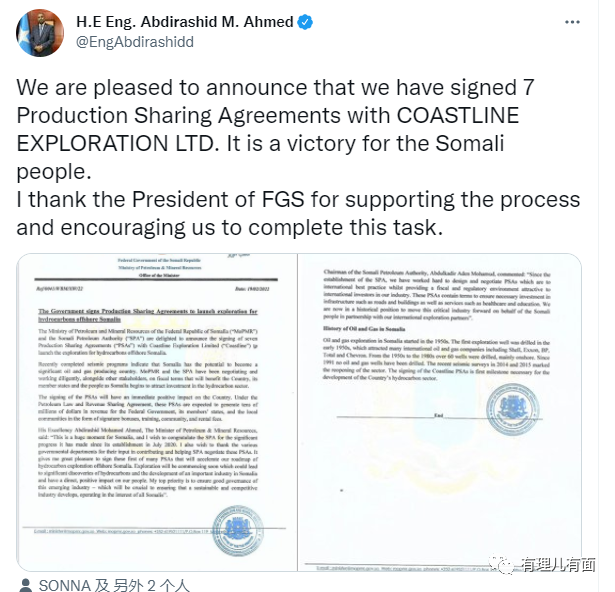 H.E Eng. Abdirashid M. Ahmed
@EngAbdirashidd
We are pleased to announce that we have signed 7
Production Sharing Agreements with COASTLINE
EXPLORATION LTD. It is a victory for the Somali
people.
I thank the President of FGS for supporting the process
and encouraging us to complete this task.
Federal Government of the Somali Republic
Ministry of Petroleum & Mineral Resources
Office of the Minister
Date: 19/02/2022
The Government signs Production Sharing Agreements to launch exploration for
hydrocarbons offshore Somalia
The Ministry of Petroleum and Mineral Resources of the Federal Republic of Somalia ("MoPMR")
and the Somali Petroleum Authority ("SPA") are delighted to announce the signing of seven
Production Sharing Agreements ("PSAs") with Coastline Exploration Limited ("Coastline") to
launch the exploration for hydrocarbons offshore Somalia.
Recently completed seismic programs indicate that Somalia has the potential to become a
significant oil and gas producing country. MoPMR and the SPA have been negotiating and
working diligently, alongside other stakeholders, on fiscal terms that will benefit the Country, its
member states and the people as Somalia begins to attract investment in the hydrocarbon sector.
The signing of the PSAs will have an immediate positive impact on the Country. Under the
Petroleum Law and Revenue Sharing Agreement, these PSAs are expected to generate tens of
millions of dollars in revenue for the Federal Government, its members' states, and the local
communities in the form of signature bonuses, training, community, and rental fees.
His Excellency Abdirashid Mohamed Ahmed, The Minister of Petroleum & Mineral Resources,
said: "This is a huge moment for Somalia, and I wish to congratulate the SPA for the significant
progress it has made since its establishment in July 2020. I also wish to thank the various
governmental departments for their input in contributing and helping SPA negotiate these PSAs. It
gives me great pleasure to sign these first of many PSAs that will accelerate our roadmap of
hydrocarbon exploration offshore Somalia. Exploration will be commencing soon which could lead
to significant discoveries of hydrocarbons and the development of an important industry in Somalia
and have a direct, positive impact on our people. My top priority is to ensure good governance of
this emerging industry – which will be crucial to ensuring that a sustainable and competitive
industry develops, operating in the interest of all Somalis".
Chairman of the Somali Petroleum Authority, Abdulkadir Aden Mohamud, commented: "Since the
establishment of the SPA, we have worked hard to design and negotiate PSAs which are to
international best practice whilst providing a fiscal and regulatory environment attractive to
international investors in our industry. These PSAs contain terms to ensure necessary investment in
infrastructure such as roads and buildings as well as services such as healthcare and education. We
are now in a historical position to move this critical industry forward on behalf of the Somali
people in partnership with our international exploration partners".
History of Oil and Gas in Somalia
Oil and gas exploration in Somalia started in the 1950s. The first exploration well was drilled in the
early 1950s, which attracted many international oil and gas companies including Shell, Exxon, BP,
Total and Chevron. From the 1950s to the 1980s over 60 wells were drilled, mainly onshore. Since
1991 no oil and gas wells have been drilled. The recent seismic surveys in 2014 and 2015 marked
the reopening of the sector. The signing of the Coastline PSAs is first milestone necessary for the
development of the Country's hydrocarbon sector.
End
SONNA 及 另外 2 个人
有理儿有面